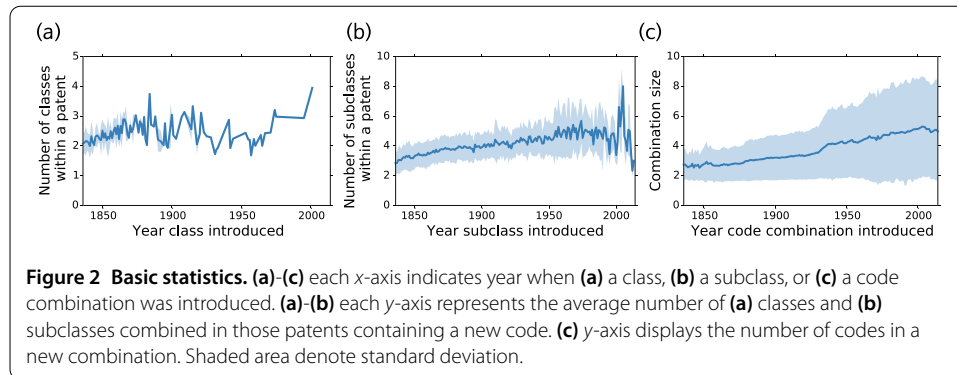 (a)
(b)
(c)
Number of classes
within a patent
5
4
3
2
1
0
1850
1900
1950
2000
Year class introduced
Number of subclasses
within a patent
10
8
6
4
2
0
1850
1900
1950
2000
Year subclass introduced
Combination size
10
8
6
4
2
0
1850
1900
1950
2000
Year code combination introduced
Figure 2 Basic statistics. (a)-(c) each x-axis indicates year when (a) a class, (b) a subclass, or (c) a code
combination was introduced. (a)-(b) each y-axis represents the average number of (a) classes and (b)
subclasses combined in those patents containing a new code. (c) y-axis displays the number of codes in a
new combination. Shaded area denote standard deviation.